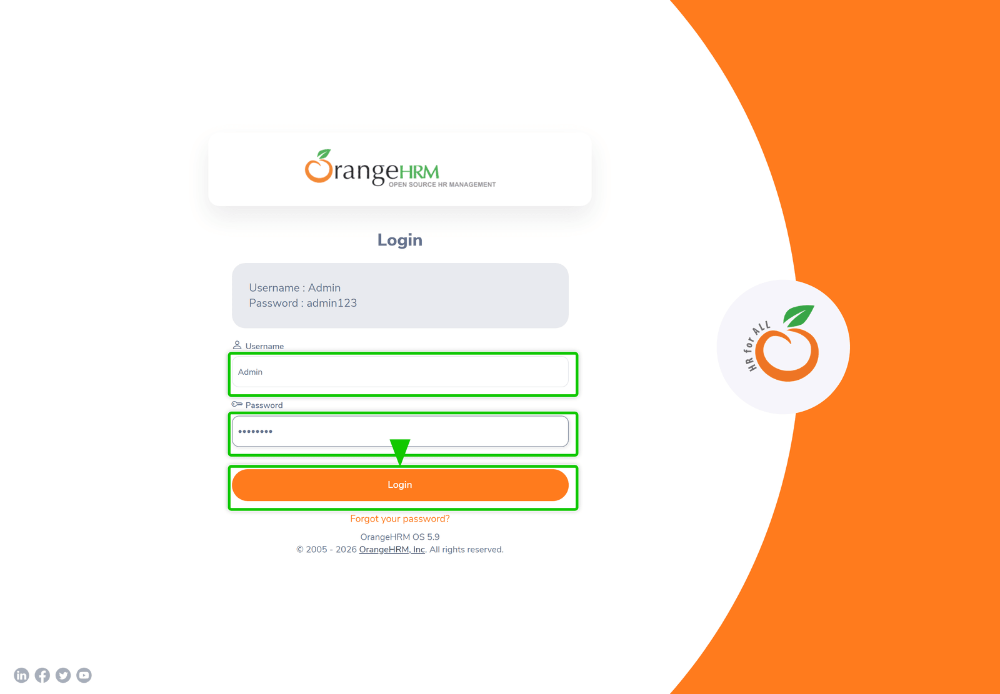 OrangeHRM
OPEN SOURCE HR MANAGEMENT
Login
Username : Admin
Password : admin123
Username
Admin
Password
••••••••
Login
Forgot your password?
OrangeHRM OS 5.9
© 2005 - 2026 OrangeHRM, Inc. All rights reserved.
HR for ALL